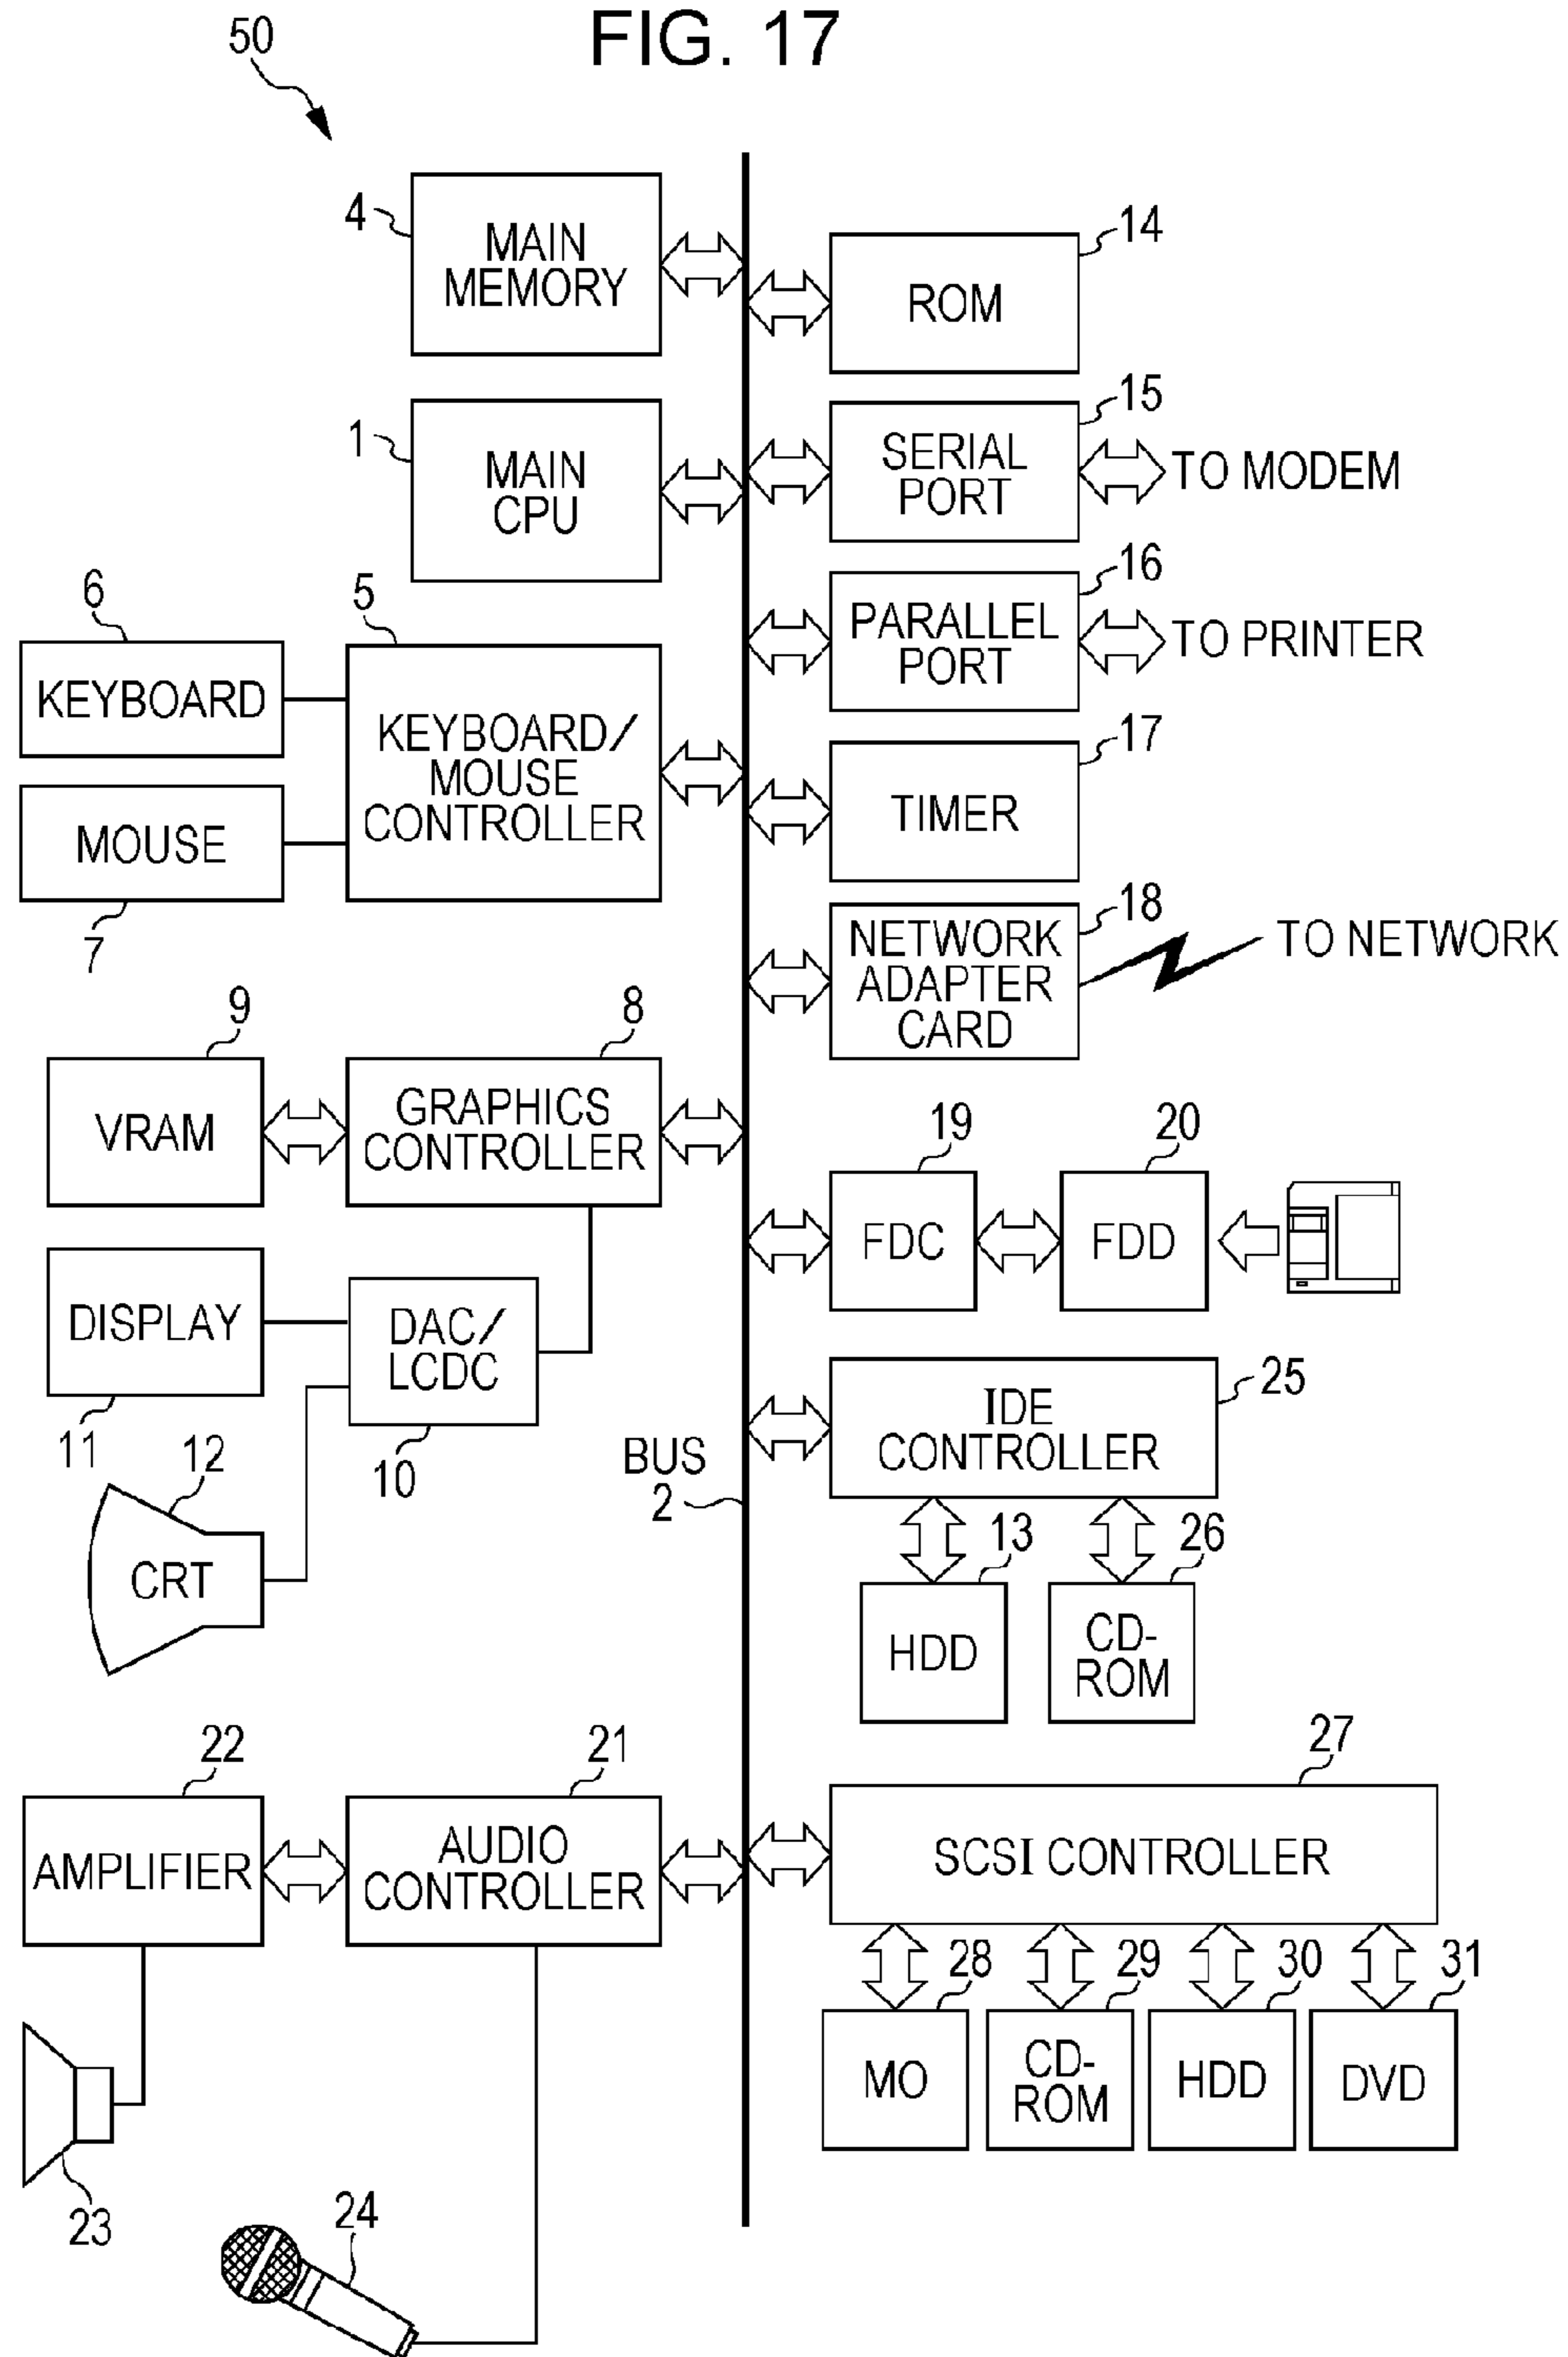 FIG. 17
50
4
MAIN
MEMORY
14
ROM
1
MAIN
CPU
15
SERIAL
PORT
TO MODEM
16
PARALLEL
PORT
TO PRINTER
6
KEYBOARD
5
KEYBOARD/
MOUSE
CONTROLLER
MOUSE
7
17
TIMER
18
NETWORK
ADAPTER
CARD
TO NETWORK
9
VRAM
8
GRAPHICS
CONTROLLER
19
FDC
20
FDD
DISPLAY
11
DAC/
LCDC
10
12
CRT
BUS
2
25
IDE
CONTROLLER
13
HDD
26
CD-
ROM
22
AMPLIFIER
21
AUDIO
CONTROLLER
27
SCSI CONTROLLER
28
MO
29
CD-
ROM
30
HDD
31
DVD
23
24